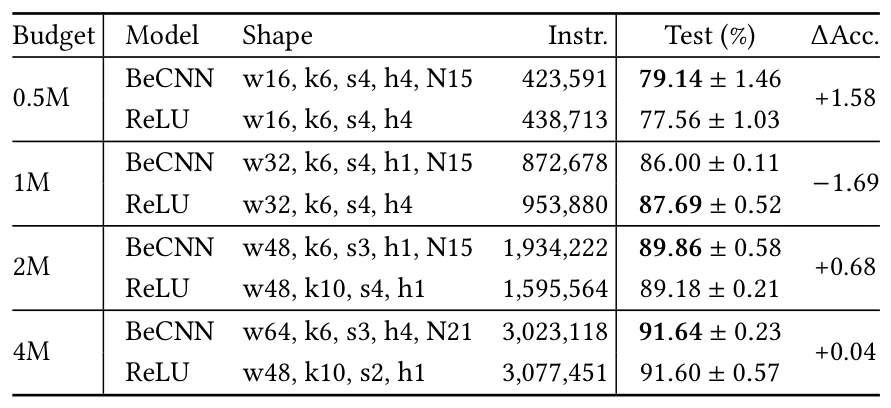 Budget Model Shape Instr. Test (%) ΔAcc.
0.5M BeCNN w16, k6, s4, h4, N15 423,591 79.14 ± 1.46 +1.58
ReLU w16, k6, s4, h4 438,713 77.56 ± 1.03
1M BeCNN w32, k6, s4, h1, N15 872,678 86.00 ± 0.11 −1.69
ReLU w32, k6, s4, h4 953,880 87.69 ± 0.52
2M BeCNN w48, k6, s3, h1, N15 1,934,222 89.86 ± 0.58 +0.68
ReLU w48, k10, s4, h1 1,595,564 89.18 ± 0.21
4M BeCNN w64, k6, s3, h4, N21 3,023,118 91.64 ± 0.23 +0.04
ReLU w48, k10, s2, h1 3,077,451 91.60 ± 0.57